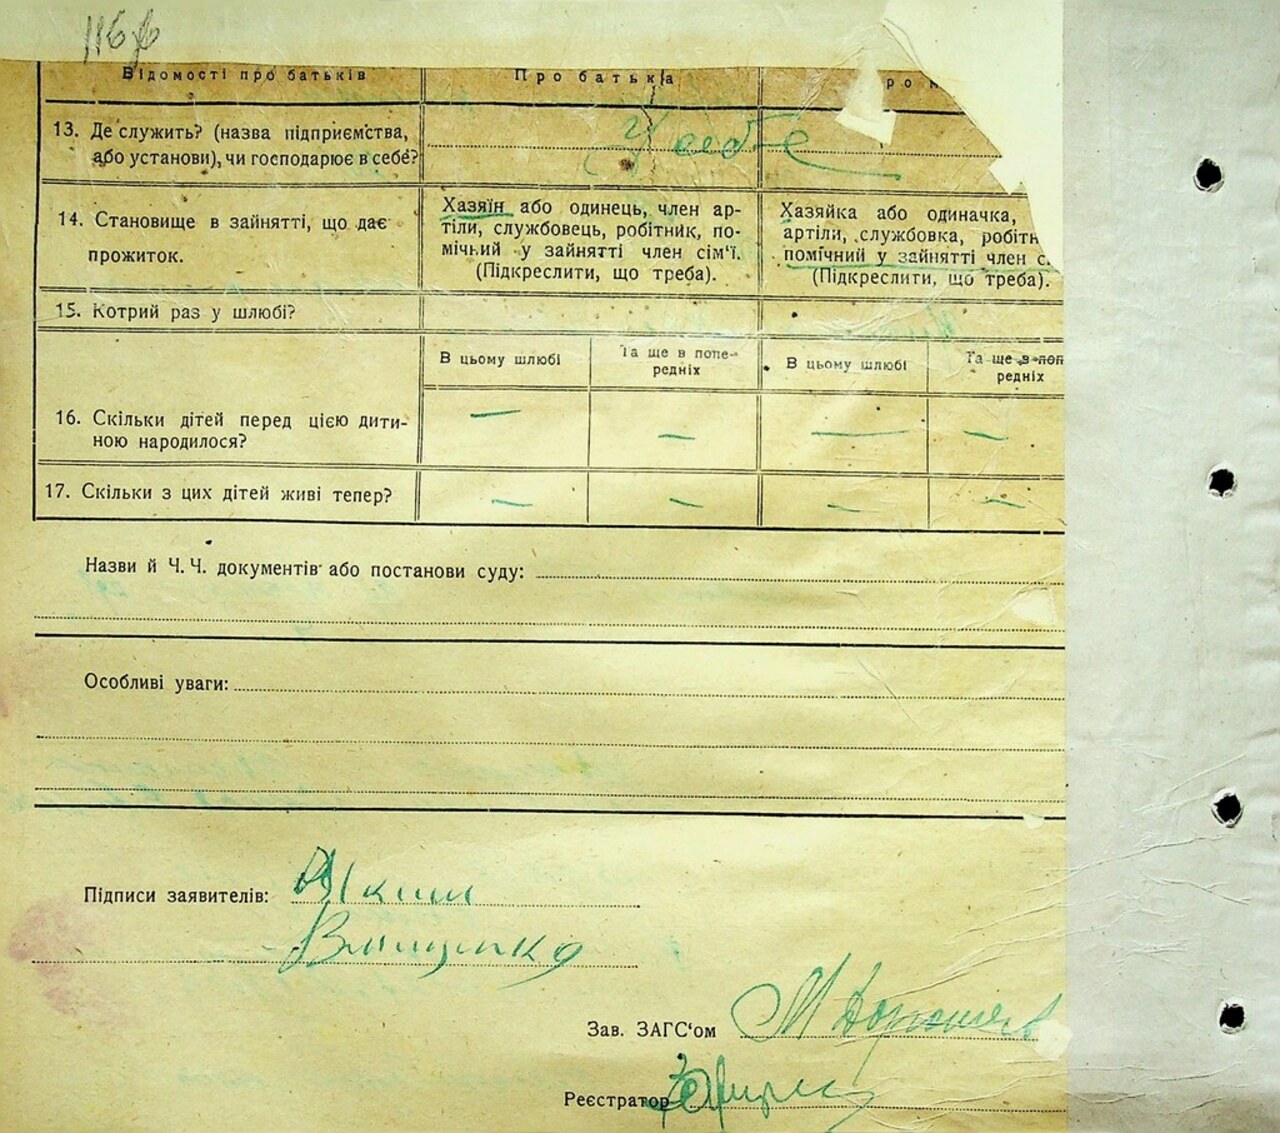 116
Відомості про батьків
Про батька
13. Де служить? (назва підприємства,
або установи), чи господарює в себе?
У себе
14. Становище в зайнятті, що дає
прожиток.
Хазяїн або одинець, член ар-
тіли, службовець, робітник, по-
мічний у зайнятті член сім'ї.
(Підкреслити, що треба).
Хазяйка або одиначка,
артіли, службовка, робітн
помічний у зайнятті член с.
(Підкреслити, що треба).
15. Котрий раз у шлюбі?
В цьому шлюбі
Та ще в попе-
редніх
В цьому шлюбі
Та ще в поп
редніх
16. Скільки дітей перед цією дити-
ною народилося?
— — — —
17. Скільки з цих дітей живі тепер?
— — — —
Назви й Ч. Ч. документів або постанови суду:
Особливі уваги:
Підписи заявителів:
Зав. ЗАГС'ом
Реєстратор